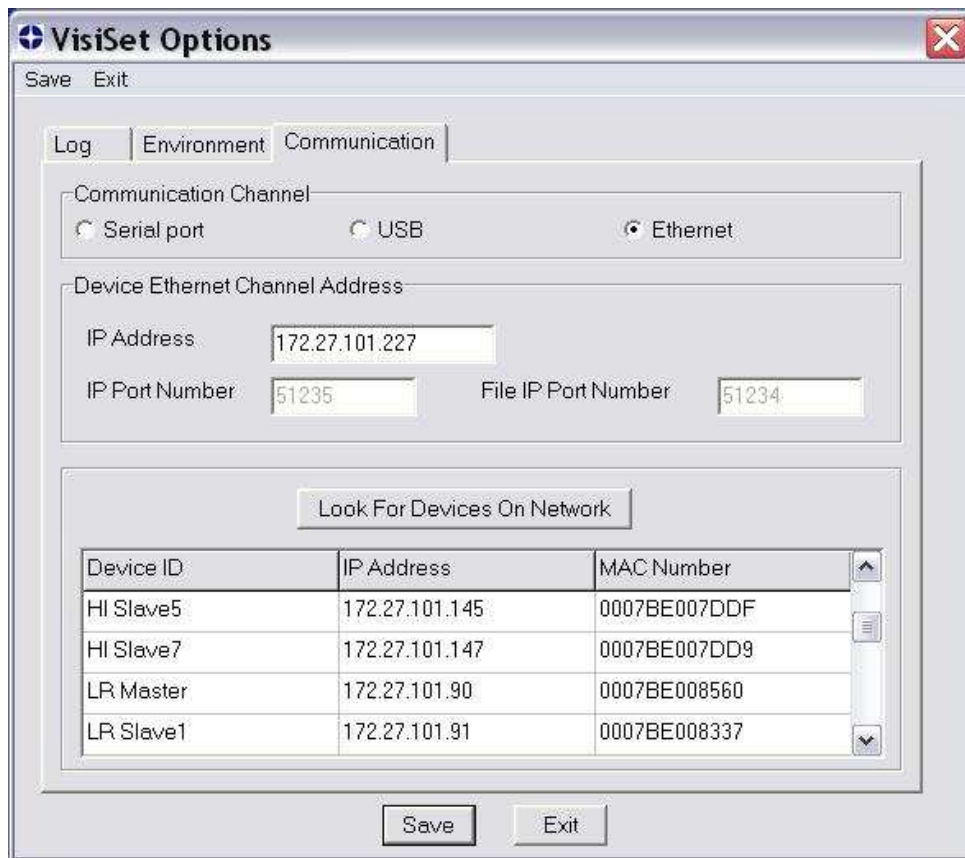 VisiSet Options
Save Exit
Log Environment Communication
Communication Channel
Serial port USB Ethernet
Device Ethernet Channel Address
IP Address 172.27.101.227
IP Port Number 51235 File IP Port Number 51234
Look For Devices On Network
Device ID IP Address MAC Number
HI Slave5 172.27.101.145 0007BE007DDF
HI Slave7 172.27.101.147 0007BE007DD9
LR Master 172.27.101.90 0007BE008560
LR Slave1 172.27.101.91 0007BE008337
Save Exit